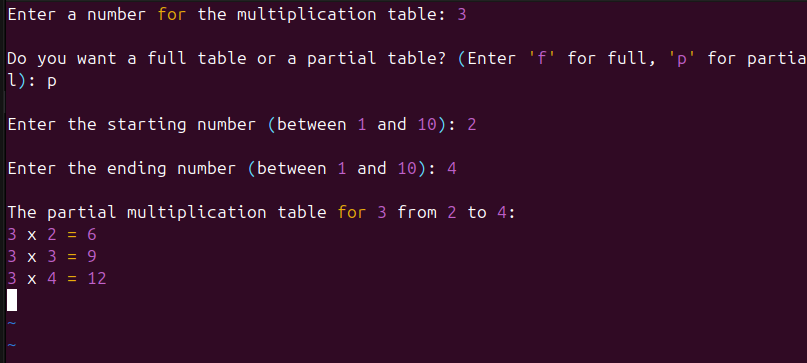 Enter a number for the multiplication table: 3
Do you want a full table or a partial table? (Enter 'f' for full, 'p' for partia
l): p
Enter the starting number (between 1 and 10): 2
Enter the ending number (between 1 and 10): 4
The partial multiplication table for 3 from 2 to 4:
3 x 2 = 6
3 x 3 = 9
3 x 4 = 12
~
~